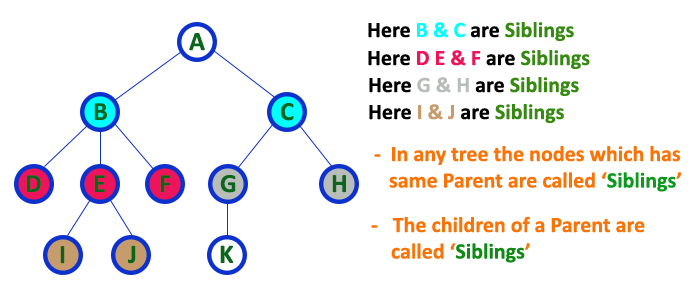 A
B
C
D
E
F
G
H
I
J
K
Here B & C are Siblings
Here D E & F are Siblings
Here G & H are Siblings
Here I & J are Siblings
- In any tree the nodes which has
same Parent are called ‘Siblings’
- The children of a Parent are
called ‘Siblings’